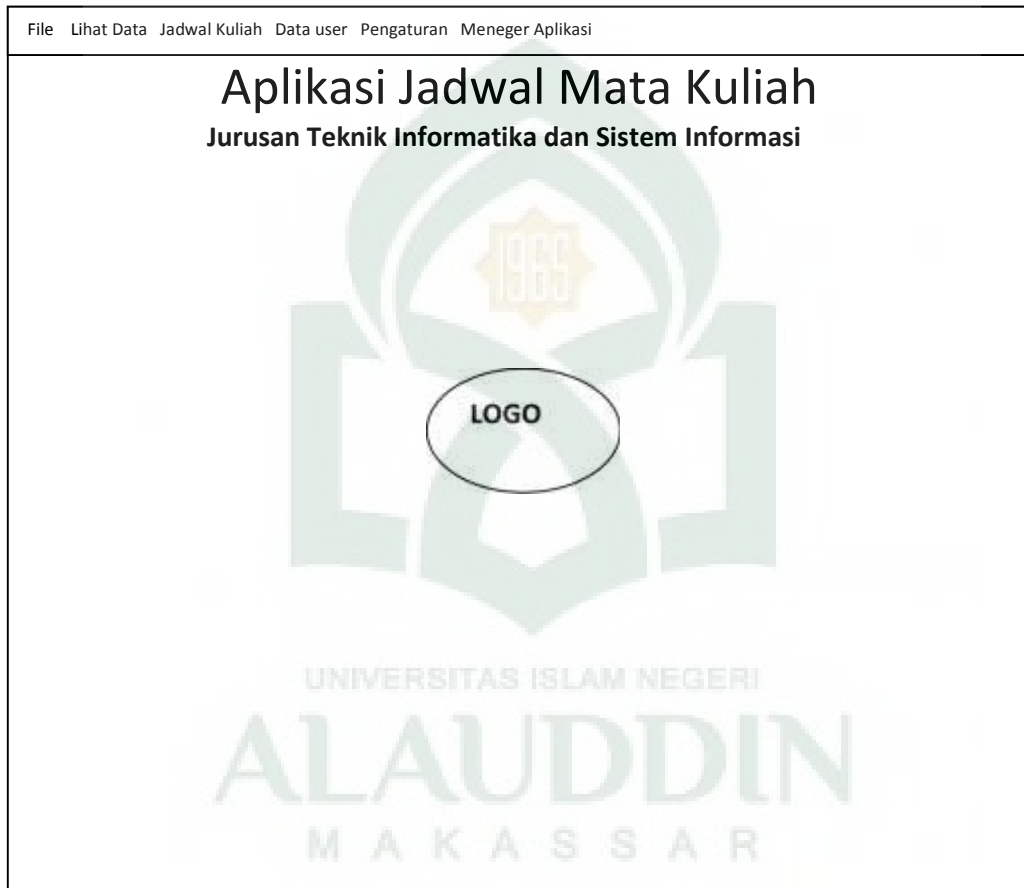 File Lihat Data Jadwal Kuliah Data user Pengaturan Meneger Aplikasi
Aplikasi Jadwal Mata Kuliah
Jurusan Teknik Informatika dan Sistem Informasi
1965
LOGO
UNIVERSITAS ISLAM NEGERI
ALAUDDIN
MAKASSAR